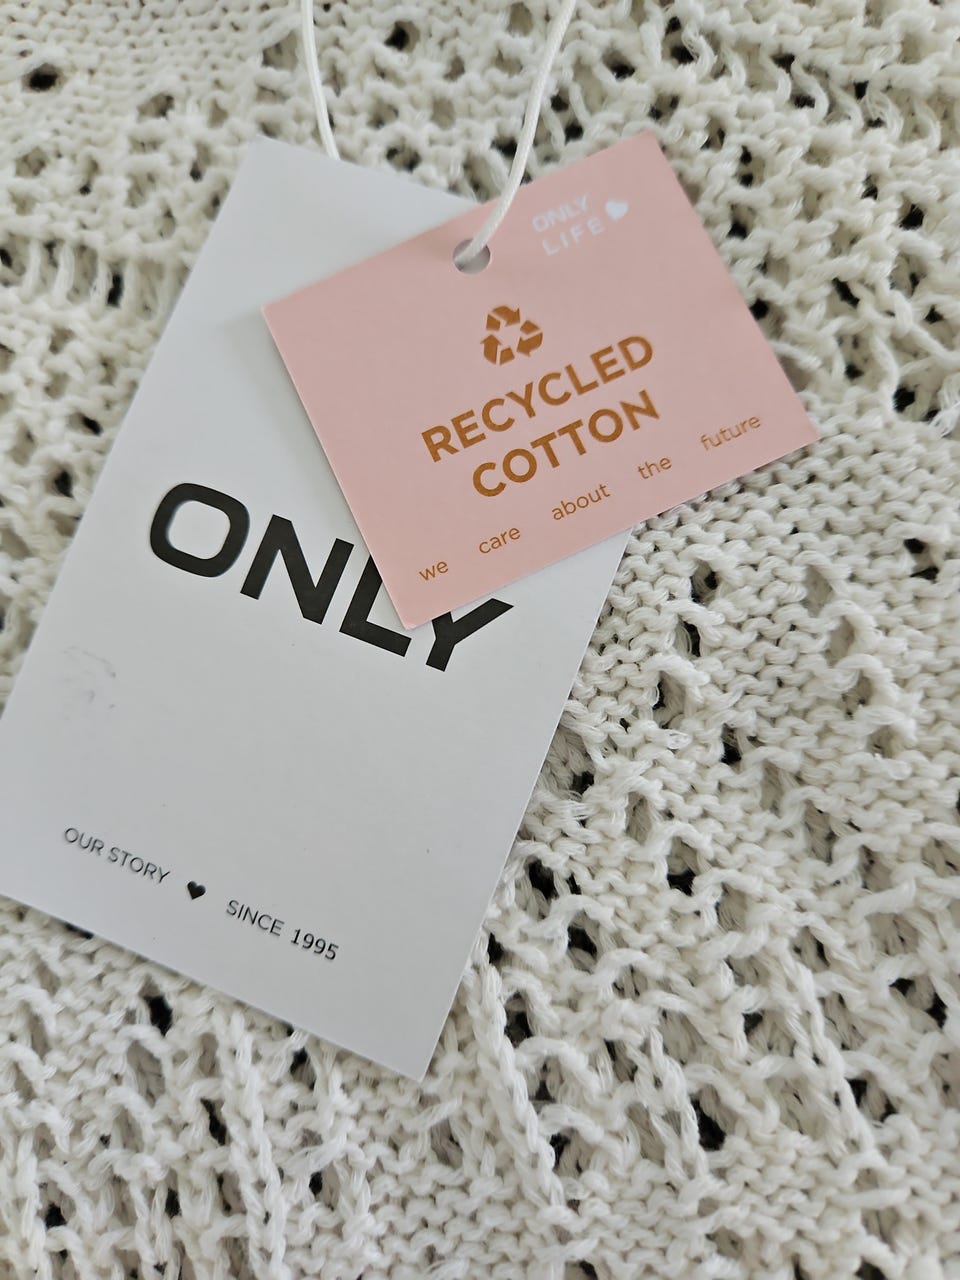 ONLY
LIFE
RECYCLED
COTTON
we care about the future
ONLY
OUR STORY ♥ SINCE 1995